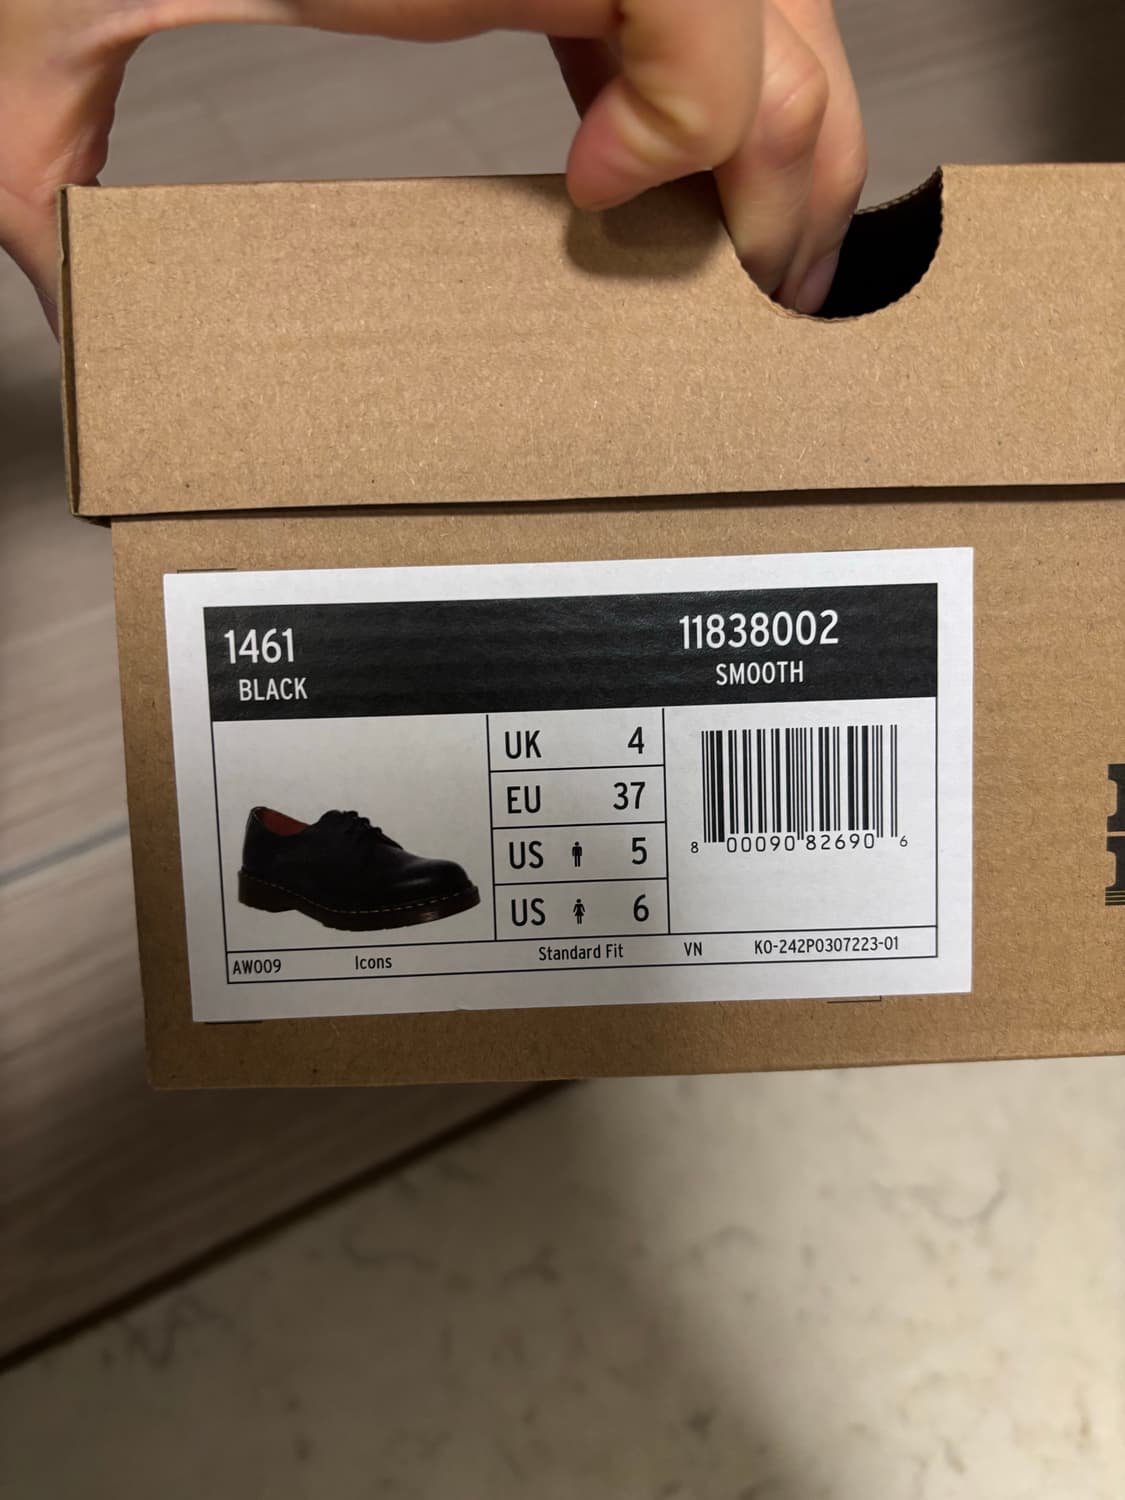 1461
BLACK
11838002
SMOOTH
UK 4
EU 37
US 5
US 6
8 00090 82690 6
AW009 Icons Standard Fit VN KO-242P0307223-01